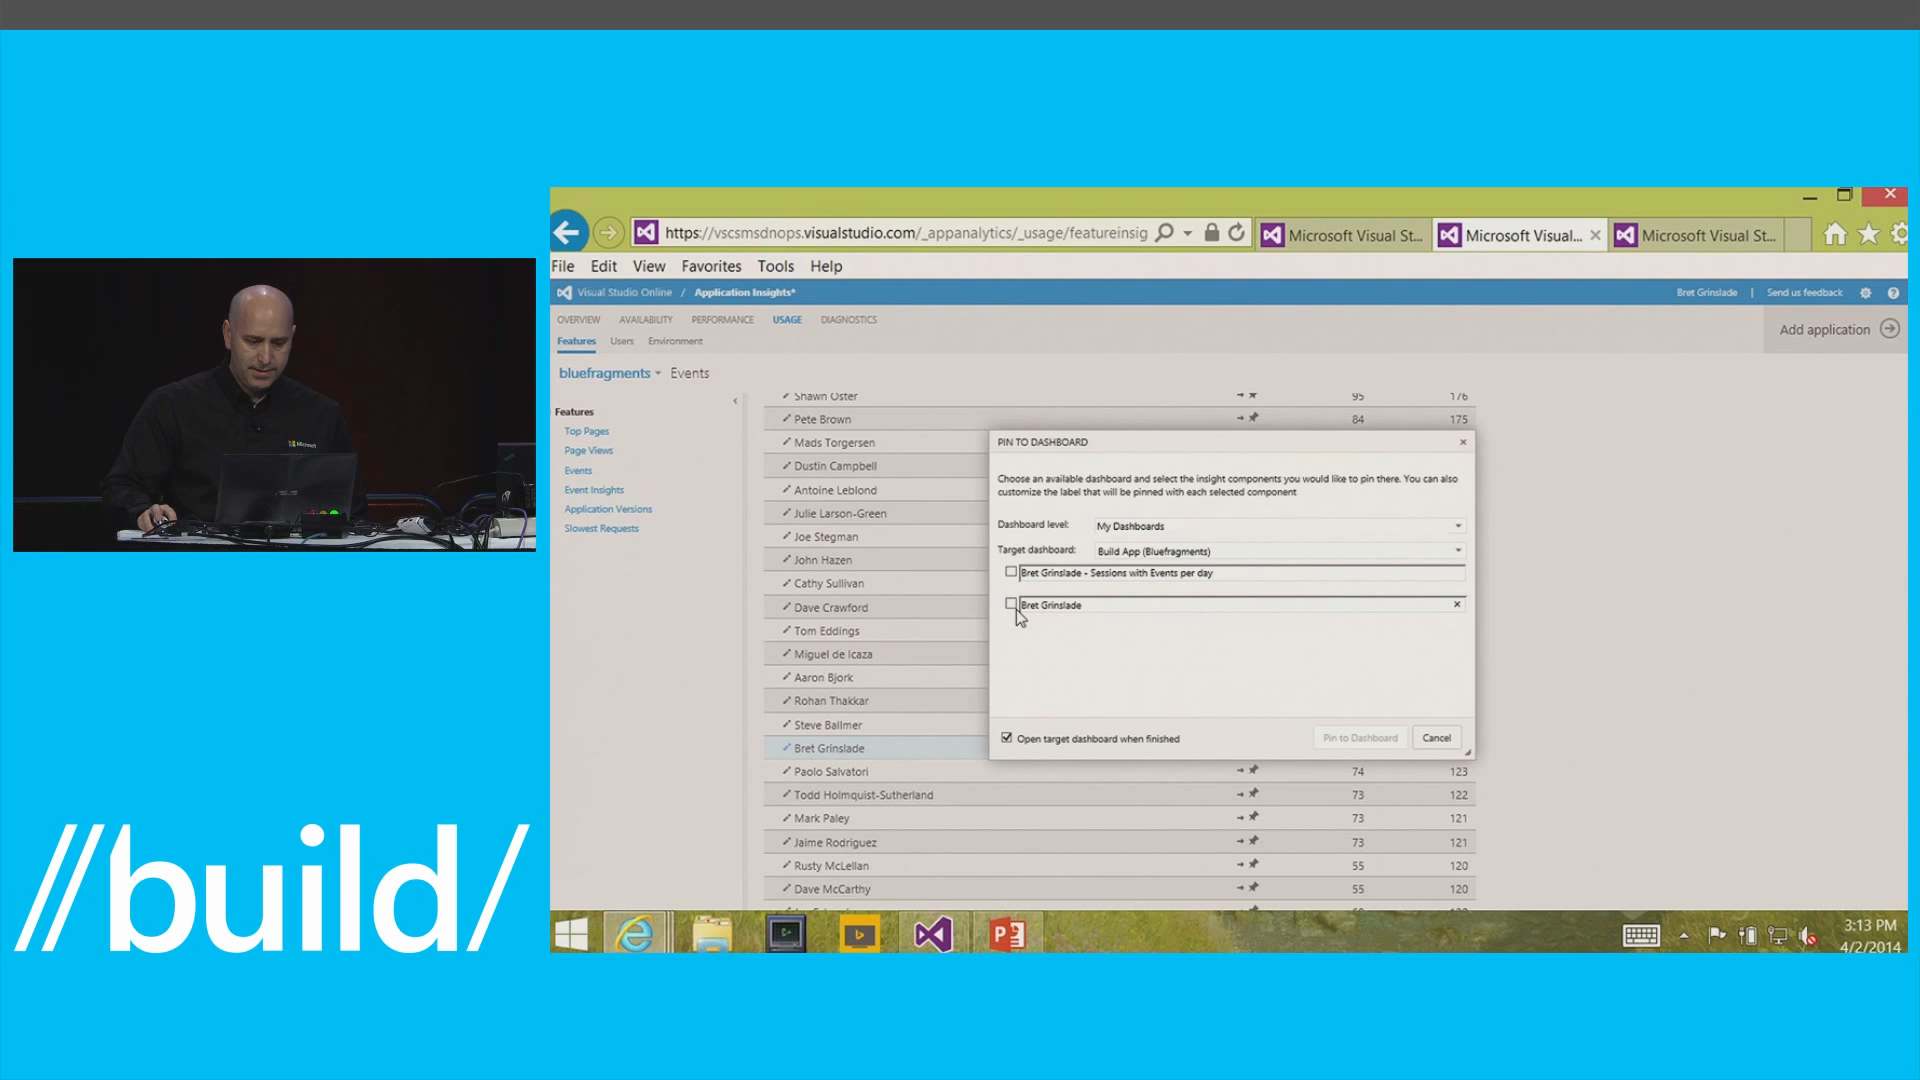 https://vscsmsdnops.visualstudio.com/_appanalytics/_usage/featureinsig
Microsoft Visual St...
Microsoft Visual...
Microsoft Visual St...
File Edit View Favorites Tools Help
Visual Studio Online / Application Insights*
Bret Grinslade | Send us feedback
OVERVIEW AVAILABILITY PERFORMANCE USAGE DIAGNOSTICS
Add application
Features Users Environment
bluefragments Events
Features
Top Pages
Page Views
Events
Event Insights
Application Versions
Slowest Requests
Shawn Oster 95 176
Pete Brown 84 175
Mads Torgersen
Dustin Campbell
Antoine Leblond
Julie Larson-Green
Joe Stegman
John Hazen
Cathy Sullivan
Dave Crawford
Tom Eddings
Miguel de Icaza
Aaron Bjork
Rohan Thakkar
Steve Ballmer
Bret Grinslade
Paolo Salvatori 74 123
Todd Holmquist-Sutherland 73 122
Mark Paley 73 121
Jaime Rodriguez 73 121
Rusty McLellan 55 120
Dave McCarthy 55 120
PIN TO DASHBOARD
Choose an available dashboard and select the insight components you would like to pin there. You can also
customize the label that will be pinned with each selected component
Dashboard level: My Dashboards
Target dashboard: Build App (Bluefragments)
Bret Grinslade - Sessions with Events per day
Bret Grinslade
Open target dashboard when finished
Pin to Dashboard Cancel
3:13 PM
4/2/2014
Microsoft
//build/